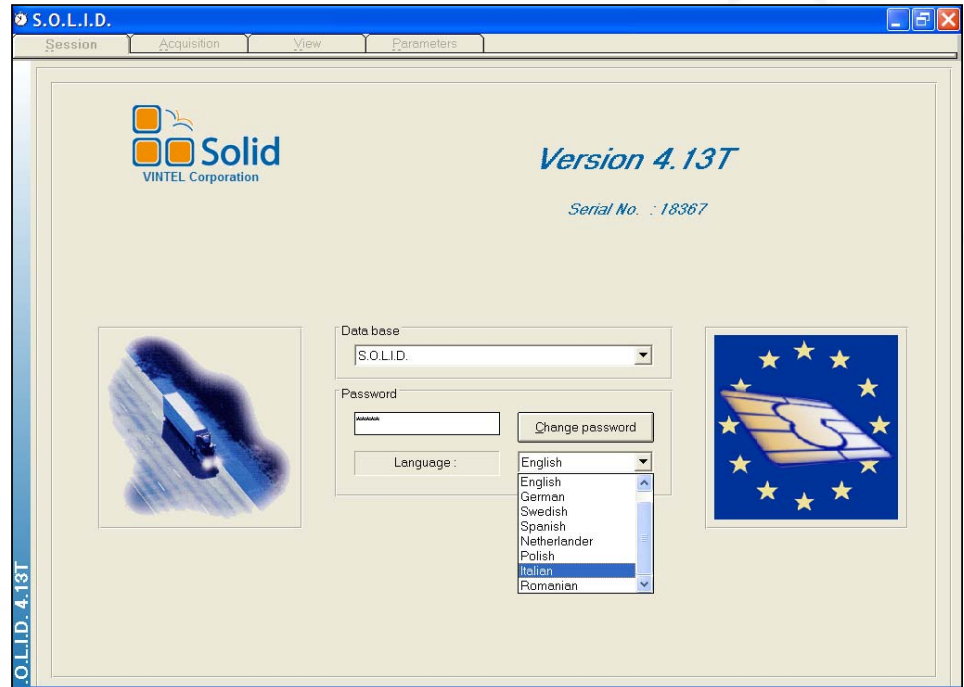 S.O.L.I.D.
Session Acquisition View Parameters
Solid
VINTEL Corporation
Version 4.13T
Serial No. : 18367
Data base
S.O.L.I.D.
Password
*****
Change password
Language :
English
English
German
Swedish
Spanish
Netherlander
Polish
Italian
Romanian
.O.L.I.D. 4.13T